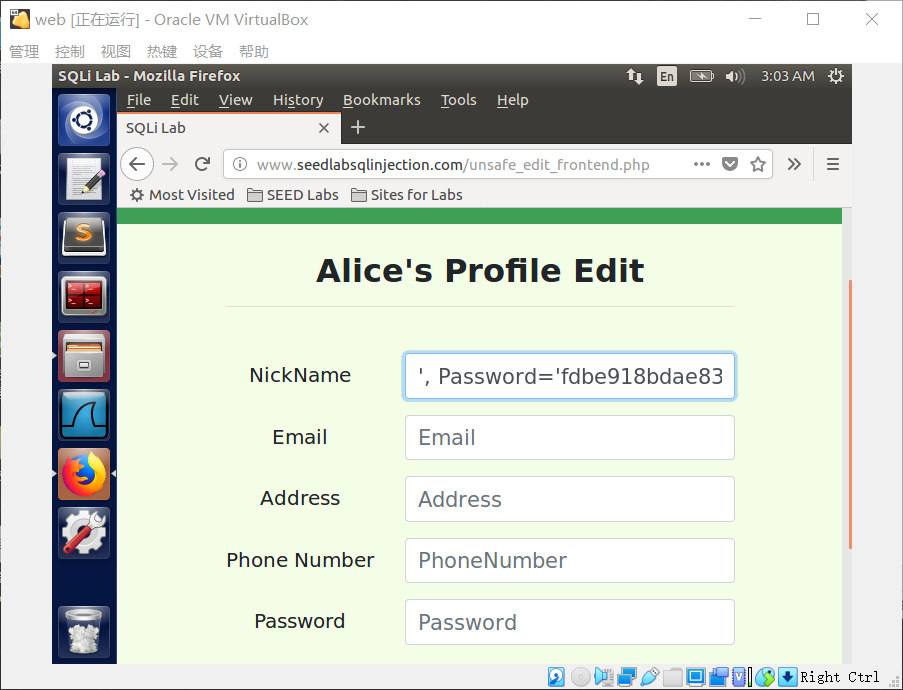 web [正在运行] - Oracle VM VirtualBox
管理 控制 视图 热键 设备 帮助
SQLi Lab - Mozilla Firefox En 3:03 AM
File Edit View History Bookmarks Tools Help
SQLi Lab
www.seedlabsqlinjection.com/unsafe_edit_frontend.php
Most Visited SEED Labs Sites for Labs
Alice's Profile Edit
NickName ', Password='fdbe918bdae83
Email Email
Address Address
Phone Number PhoneNumber
Password Password
Right Ctrl